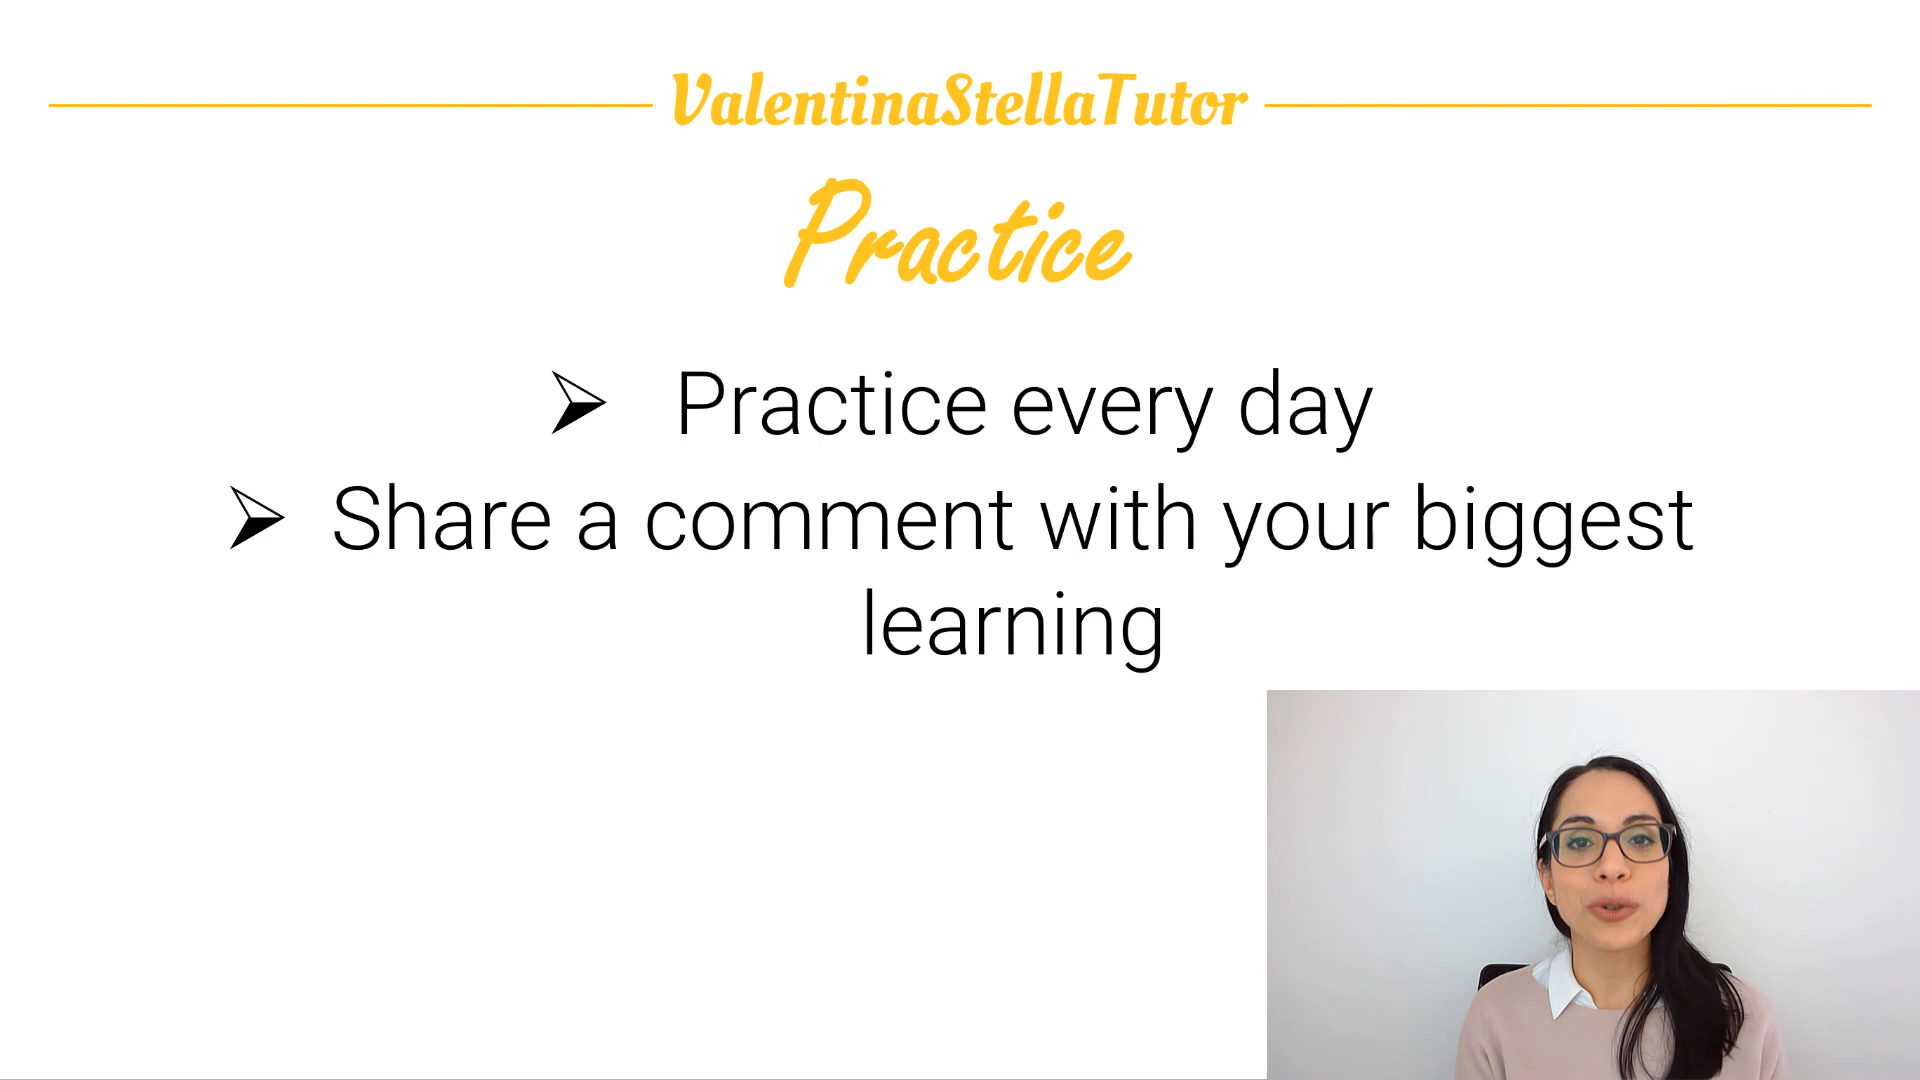 ValentinaStellaTutor
Practice
➢ Practice every day
➢ Share a comment with your biggest
learning